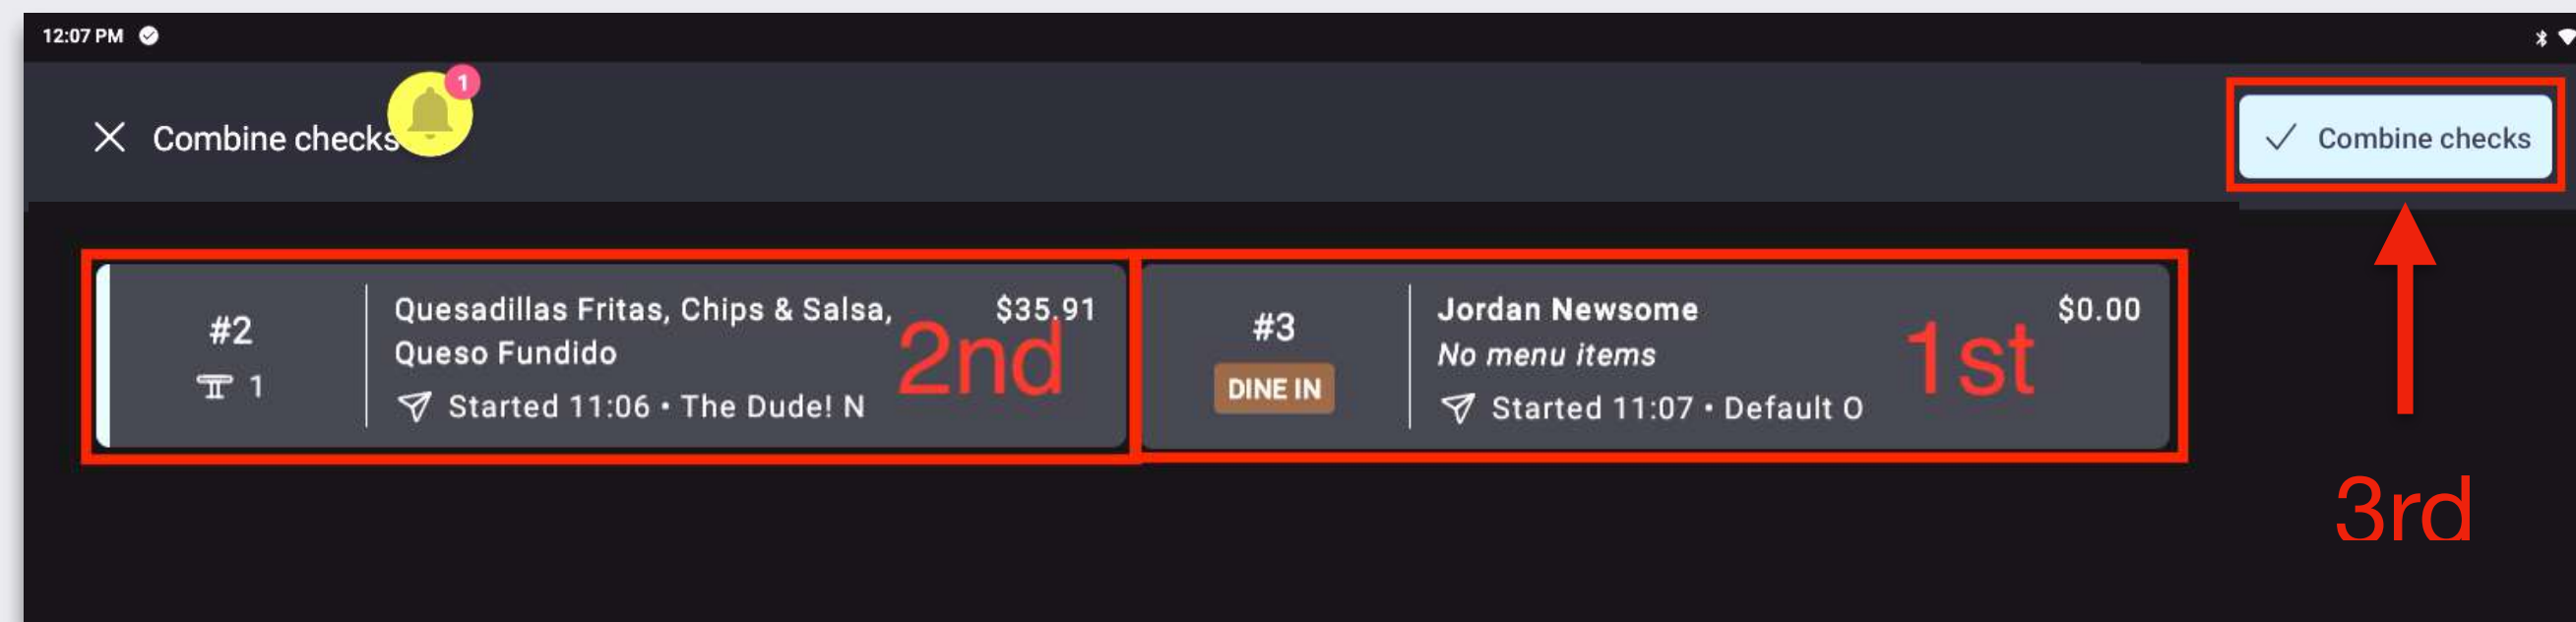 12:07 PM
1
Combine checks
Combine checks
#2
1
Quesadillas Fritas, Chips & Salsa,
Queso Fundido
$35.91
Started 11:06 • The Dude! N
2nd
#3
DINE IN
Jordan Newsome
No menu items
$0.00
Started 11:07 • Default O
1st
3rd